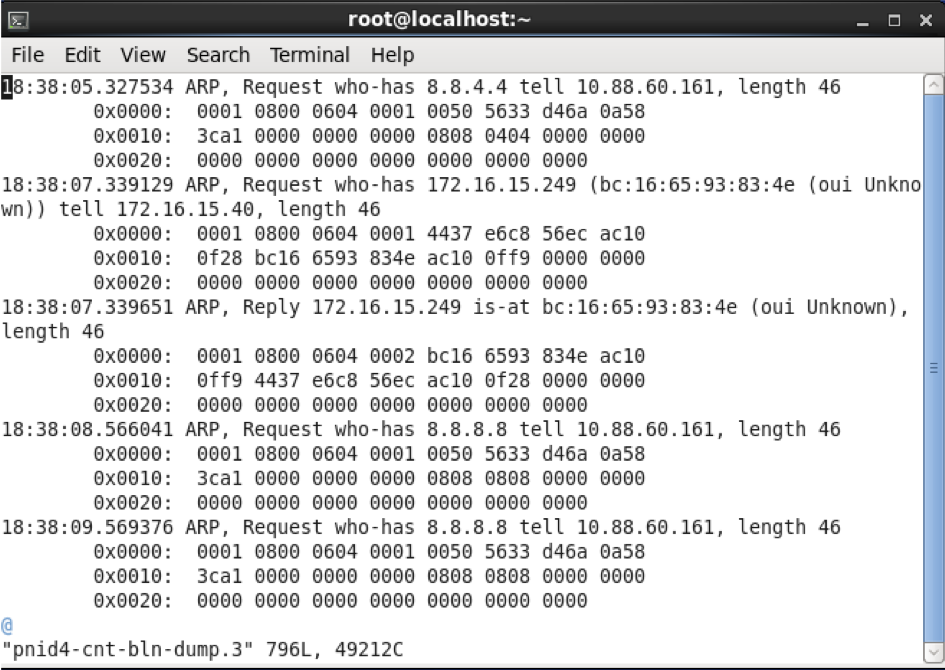 root@localhost:~
File Edit View Search Terminal Help
18:38:05.327534 ARP, Request who-has 8.8.4.4 tell 10.88.60.161, length 46
0x0000: 0001 0800 0604 0001 0050 5633 d46a 0a58
0x0010: 3ca1 0000 0000 0000 0808 0404 0000 0000
0x0020: 0000 0000 0000 0000 0000 0000 0000
18:38:07.339129 ARP, Request who-has 172.16.15.249 (bc:16:65:93:83:4e (oui Unkno
wn)) tell 172.16.15.40, length 46
0x0000: 0001 0800 0604 0001 4437 e6c8 56ec ac10
0x0010: 0f28 bc16 6593 834e ac10 0ff9 0000 0000
0x0020: 0000 0000 0000 0000 0000 0000 0000
18:38:07.339651 ARP, Reply 172.16.15.249 is-at bc:16:65:93:83:4e (oui Unknown),
length 46
0x0000: 0001 0800 0604 0002 bc16 6593 834e ac10
0x0010: 0ff9 4437 e6c8 56ec ac10 0f28 0000 0000
0x0020: 0000 0000 0000 0000 0000 0000 0000
18:38:08.566041 ARP, Request who-has 8.8.8.8 tell 10.88.60.161, length 46
0x0000: 0001 0800 0604 0001 0050 5633 d46a 0a58
0x0010: 3ca1 0000 0000 0000 0808 0808 0000 0000
0x0020: 0000 0000 0000 0000 0000 0000 0000
18:38:09.569376 ARP, Request who-has 8.8.8.8 tell 10.88.60.161, length 46
0x0000: 0001 0800 0604 0001 0050 5633 d46a 0a58
0x0010: 3ca1 0000 0000 0000 0808 0808 0000 0000
0x0020: 0000 0000 0000 0000 0000 0000 0000
@
"pnid4-cnt-bln-dump.3" 796L, 49212C